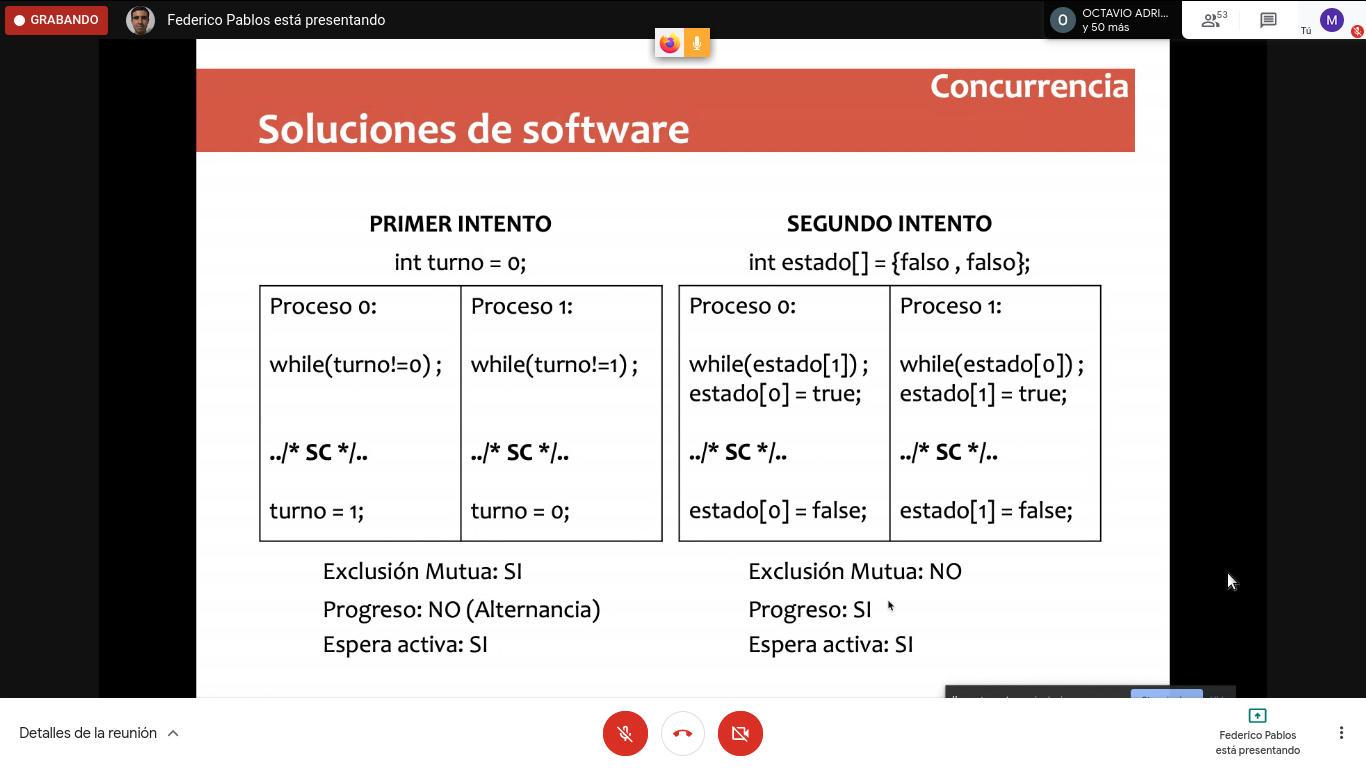 GRABANDO
Federico Pablos está presentando
O
OCTAVIO ADRI...
y 50 más
53
Tú
M
Concurrencia
Soluciones de software
PRIMER INTENTO
int turno = 0;
Proceso 0:
while(turno!=0) ;
../* SC */..
turno = 1;
Proceso 1:
while(turno!=1) ;
../* SC */..
turno = 0;
Exclusión Mutua: SI
Progreso: NO (Alternancia)
Espera activa: SI
SEGUNDO INTENTO
int estado[] = {falso , falso};
Proceso 0:
while(estado[1]) ;
estado[0] = true;
../* SC */..
estado[0] = false;
Proceso 1:
while(estado[0]) ;
estado[1] = true;
../* SC */..
estado[1] = false;
Exclusión Mutua: NO
Progreso: SI
Espera activa: SI
Detalles de la reunión
Federico Pablos
está presentando